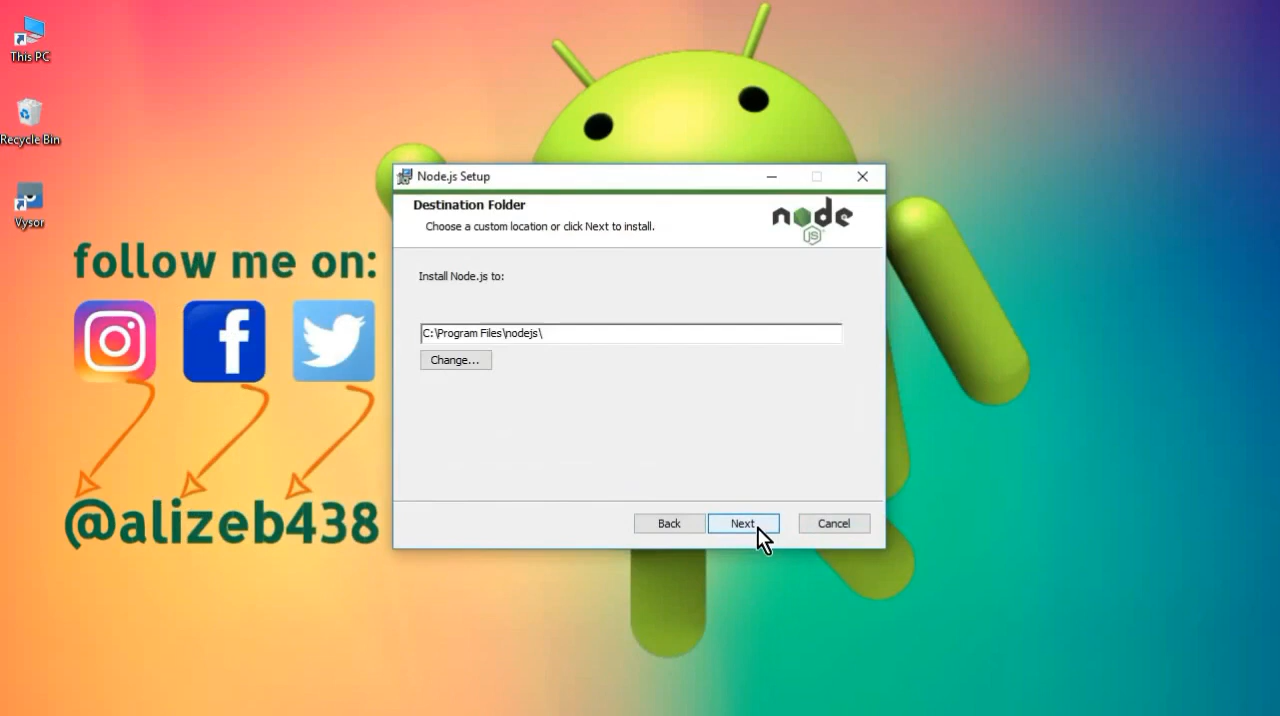 This PC
Recycle Bin
Vysor
follow me on:
@alizeb438
Node.js Setup
Destination Folder
Choose a custom location or click Next to install.
node
JS
Install Node.js to:
C:\Program Files\nodejs\
Change...
Back
Next
Cancel